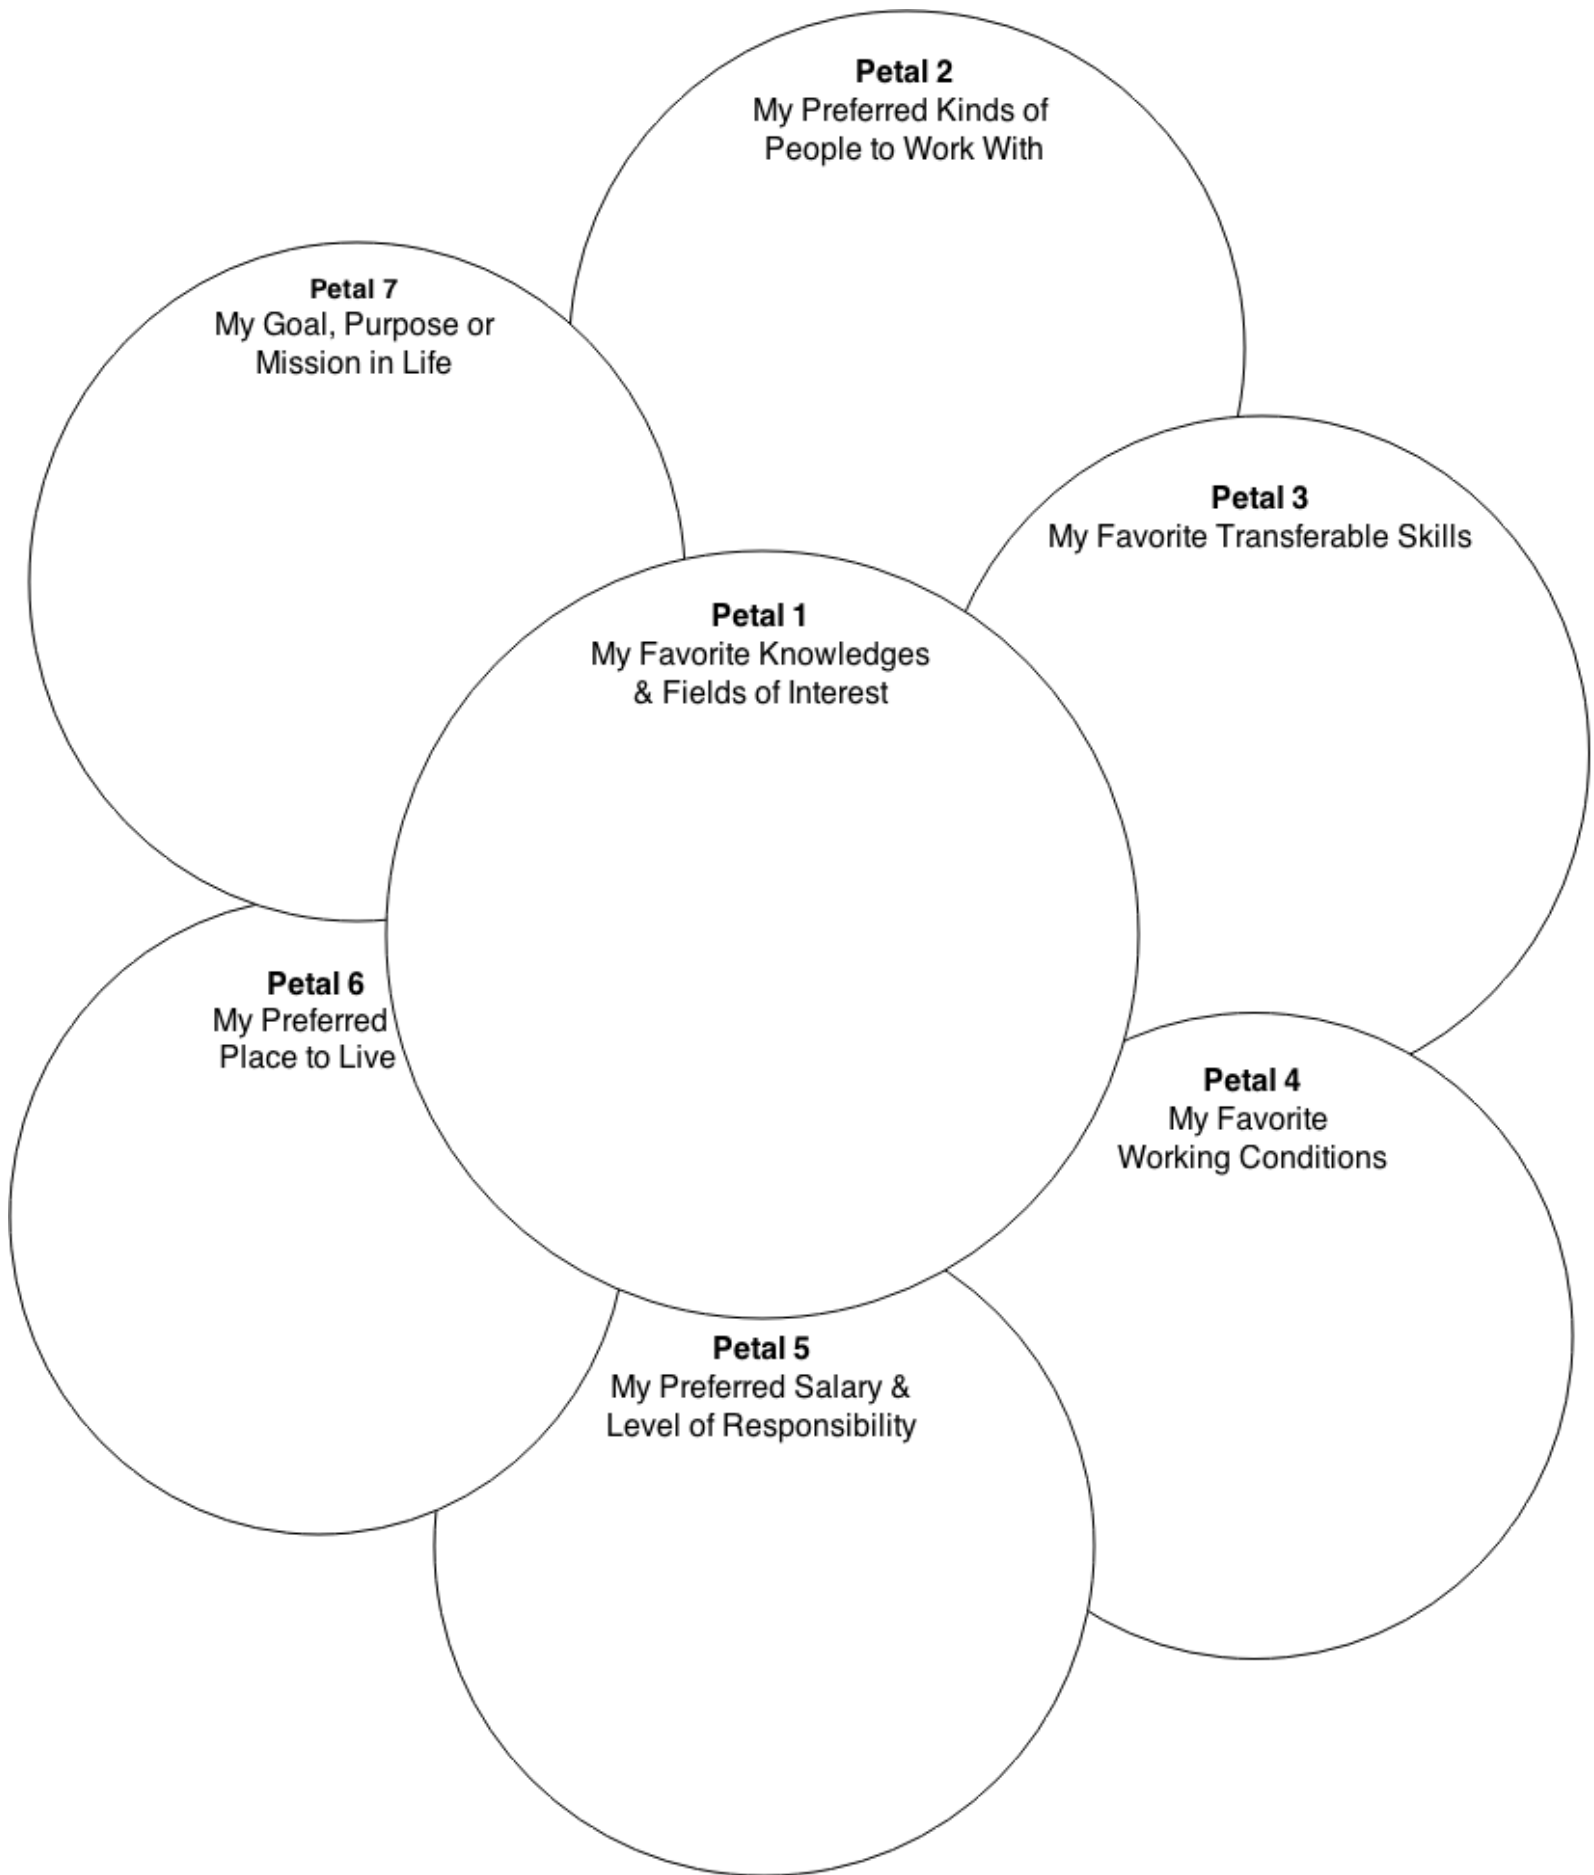 Petal 2
My Preferred Kinds of
People to Work With
Petal 7
My Goal, Purpose or
Mission in Life
Petal 3
My Favorite Transferable Skills
Petal 1
My Favorite Knowledges
& Fields of Interest
Petal 6
My Preferred
Place to Live
Petal 4
My Favorite
Working Conditions
Petal 5
My Preferred Salary &
Level of Responsibility